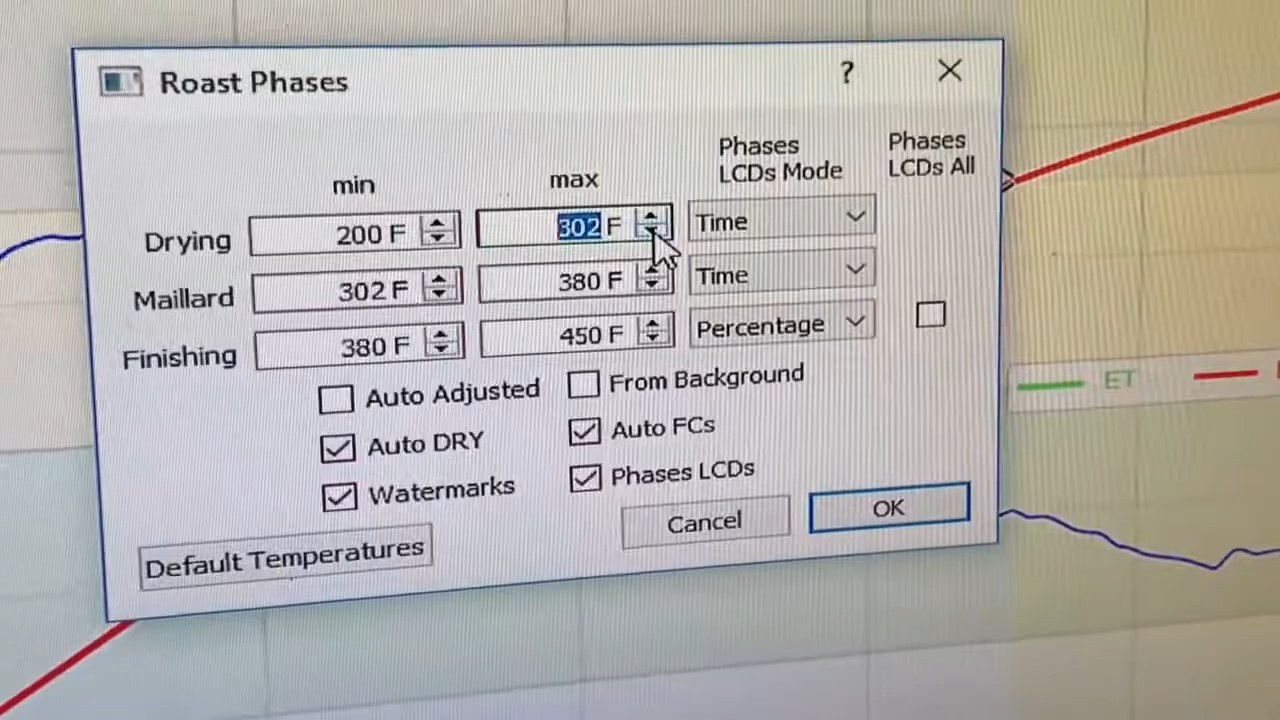 Roast Phases ?
min max Phases LCDs Mode Phases LCDs All
Drying 200 F 302 F Time
Maillard 302 F 380 F Time
Finishing 380 F 450 F Percentage
Auto Adjusted From Background
Auto DRY Auto FCs
Watermarks Phases LCDs
Default Temperatures Cancel OK
ET